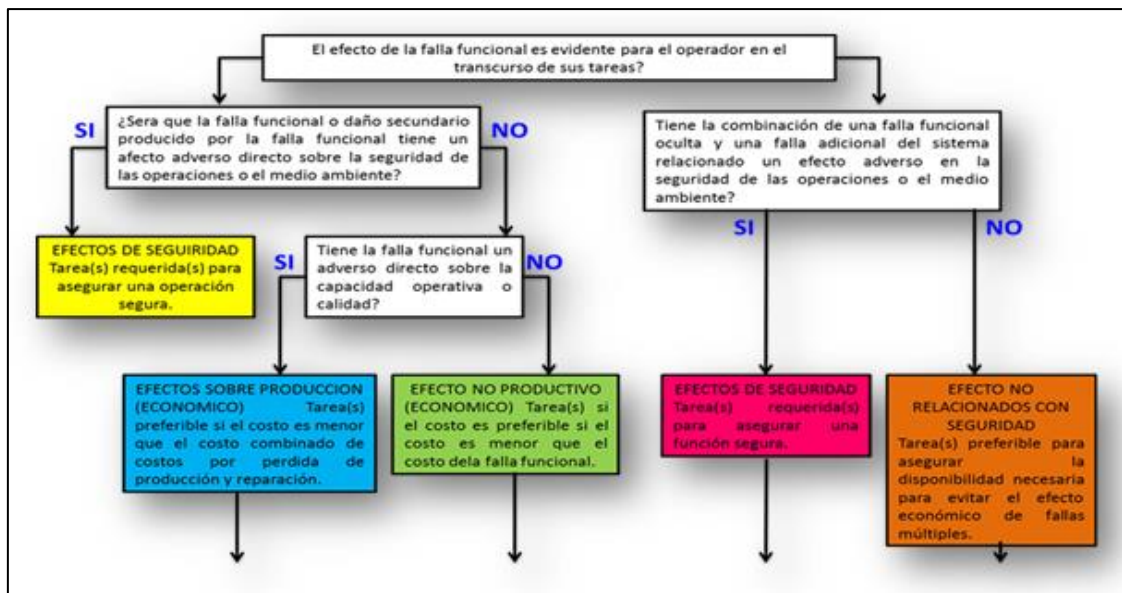 El efecto de la falla funcional es evidente para el operador en el
transcurso de sus tareas?
SI
¿Sera que la falla funcional o daño secundario
producido por la falla funcional tiene un
afecto adverso directo sobre la seguridad de
las operaciones o el medio ambiente?
NO
Tiene la combinación de una falla funcional
oculta y una falla adicional del sistema
relacionado un efecto adverso en la
seguridad de las operaciones o el medio
ambiente?
SI
NO
EFECTOS DE SEGUIRIDAD
Tarea(s) requerida(s) para
asegurar una operación
segura.
SI
Tiene la falla funcional un
adverso directo sobre la
capacidad operativa o
calidad?
NO
EFECTOS SOBRE PRODUCCION
(ECONOMICO) Tarea(s)
preferible si el costo es menor
que el costo combinado de
costos por perdida de
producción y reparación.
EFECTO NO PRODUCTIVO
(ECONOMICO) Tarea(s) si
el costo es preferible si el
costo es menor que el
costo dela falla funcional.
EFECTOS DE SEGURIDAD
Tarea(s) requerida(s)
para asegurar una
función segura.
EFECTO NO
RELACIONADOS CON
SEGURIDAD
Tarea(s) preferible para
asegurar la
disponibilidad necesaria
para evitar el efecto
económico de fallas
múltiples.